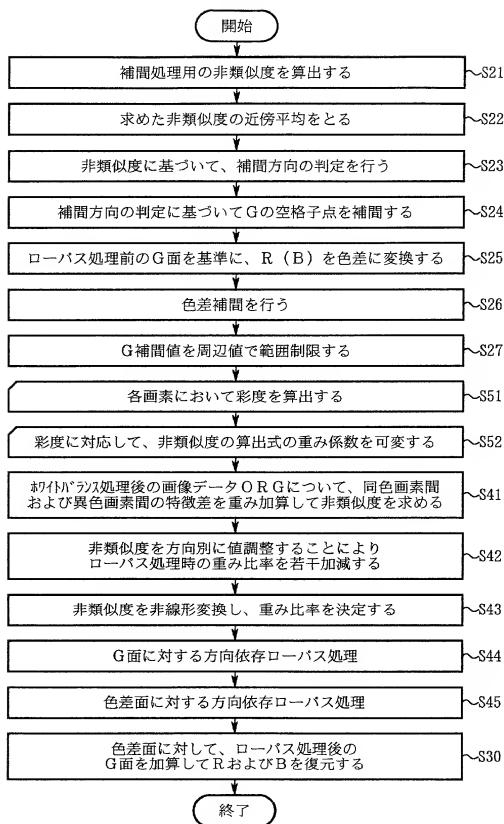 開始
補間処理用の非類似度を算出する
S21
求めた非類似度の近傍平均をとる
S22
非類似度に基づいて、補間方向の判定を行う
S23
補間方向の判定に基づいてGの空格子点を補間する
S24
ローパス処理前のG面を基準に、R(B)を色差に変換する
S25
色差補間を行う
S26
G補間値を周辺値で範囲制限する
S27
各画素において彩度を算出する
S51
彩度に対応して、非類似度の算出式の重み係数を可変する
S52
ホワイトバランス処理後の画像データORGについて、同色画素間
および異色画素間の特徴差を重み加算して非類似度を求める
S41
非類似度を方向別に値調整することにより
ローパス処理時の重み比率を若干加減する
S42
非類似度を非線形変換し、重み比率を決定する
S43
G面に対する方向依存ローパス処理
S44
色差面に対する方向依存ローパス処理
S45
色差面に対して、ローパス処理後の
G面を加算してRおよびBを復元する
S30
終了